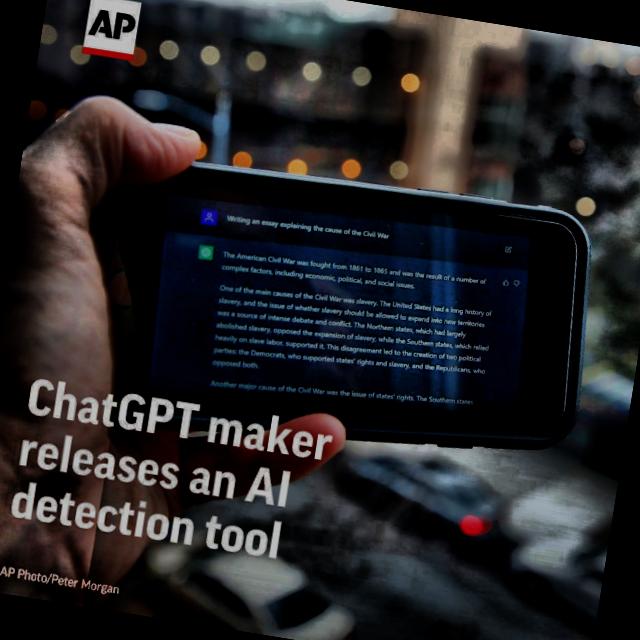 AP
Writing an essay explaining the cause of the Civil War
The American Civil War was fought from 1861 to 1865 and was the result of a number of
complex factors, including economic, political, and social issues.
One of the main causes of the Civil War was slavery. The United States had a long history of
slavery, and the issue of whether slavery should be allowed to expand into new territories
was a source of intense debate and conflict. The Northern states, which had largely
abolished slavery, opposed the expansion of slavery, while the Southern states, which relied
heavily on slave labor, supported it. This disagreement led to the creation of two political
parties: the Democrats, who supported states' rights and slavery, and the Republicans, who
opposed both.
Another major cause of the Civil War was the issue of states' rights. The Southern states
ChatGPT maker
releases an AI
detection tool
AP Photo/Peter Morgan